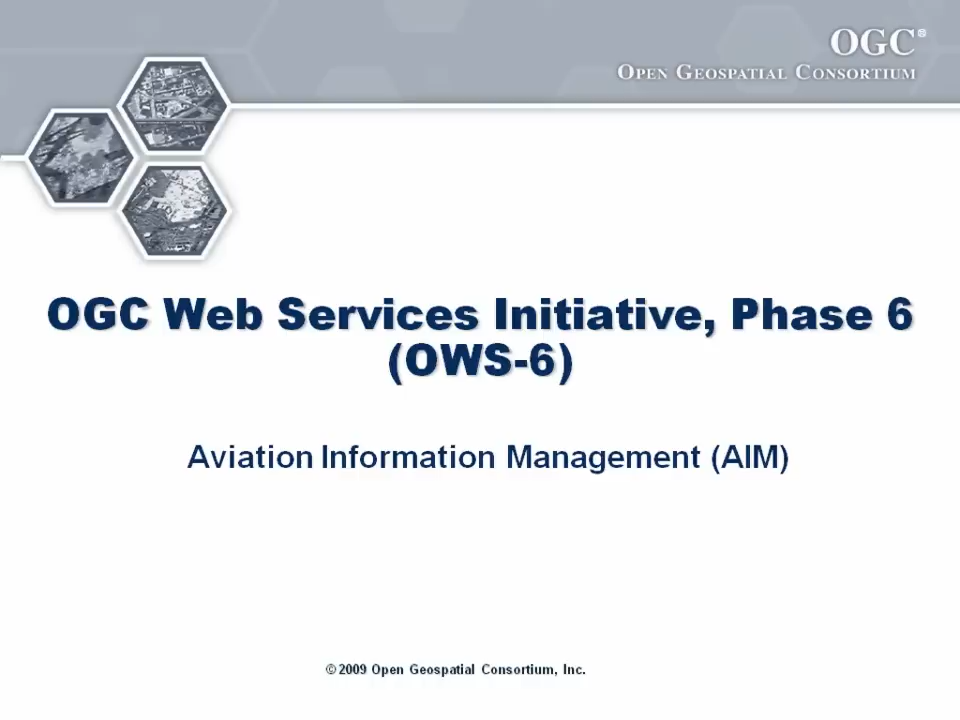 OGC®
OPEN GEOSPATIAL CONSORTIUM
OGC Web Services Initiative, Phase 6
(OWS-6)
Aviation Information Management (AIM)
© 2009 Open Geospatial Consortium, Inc.